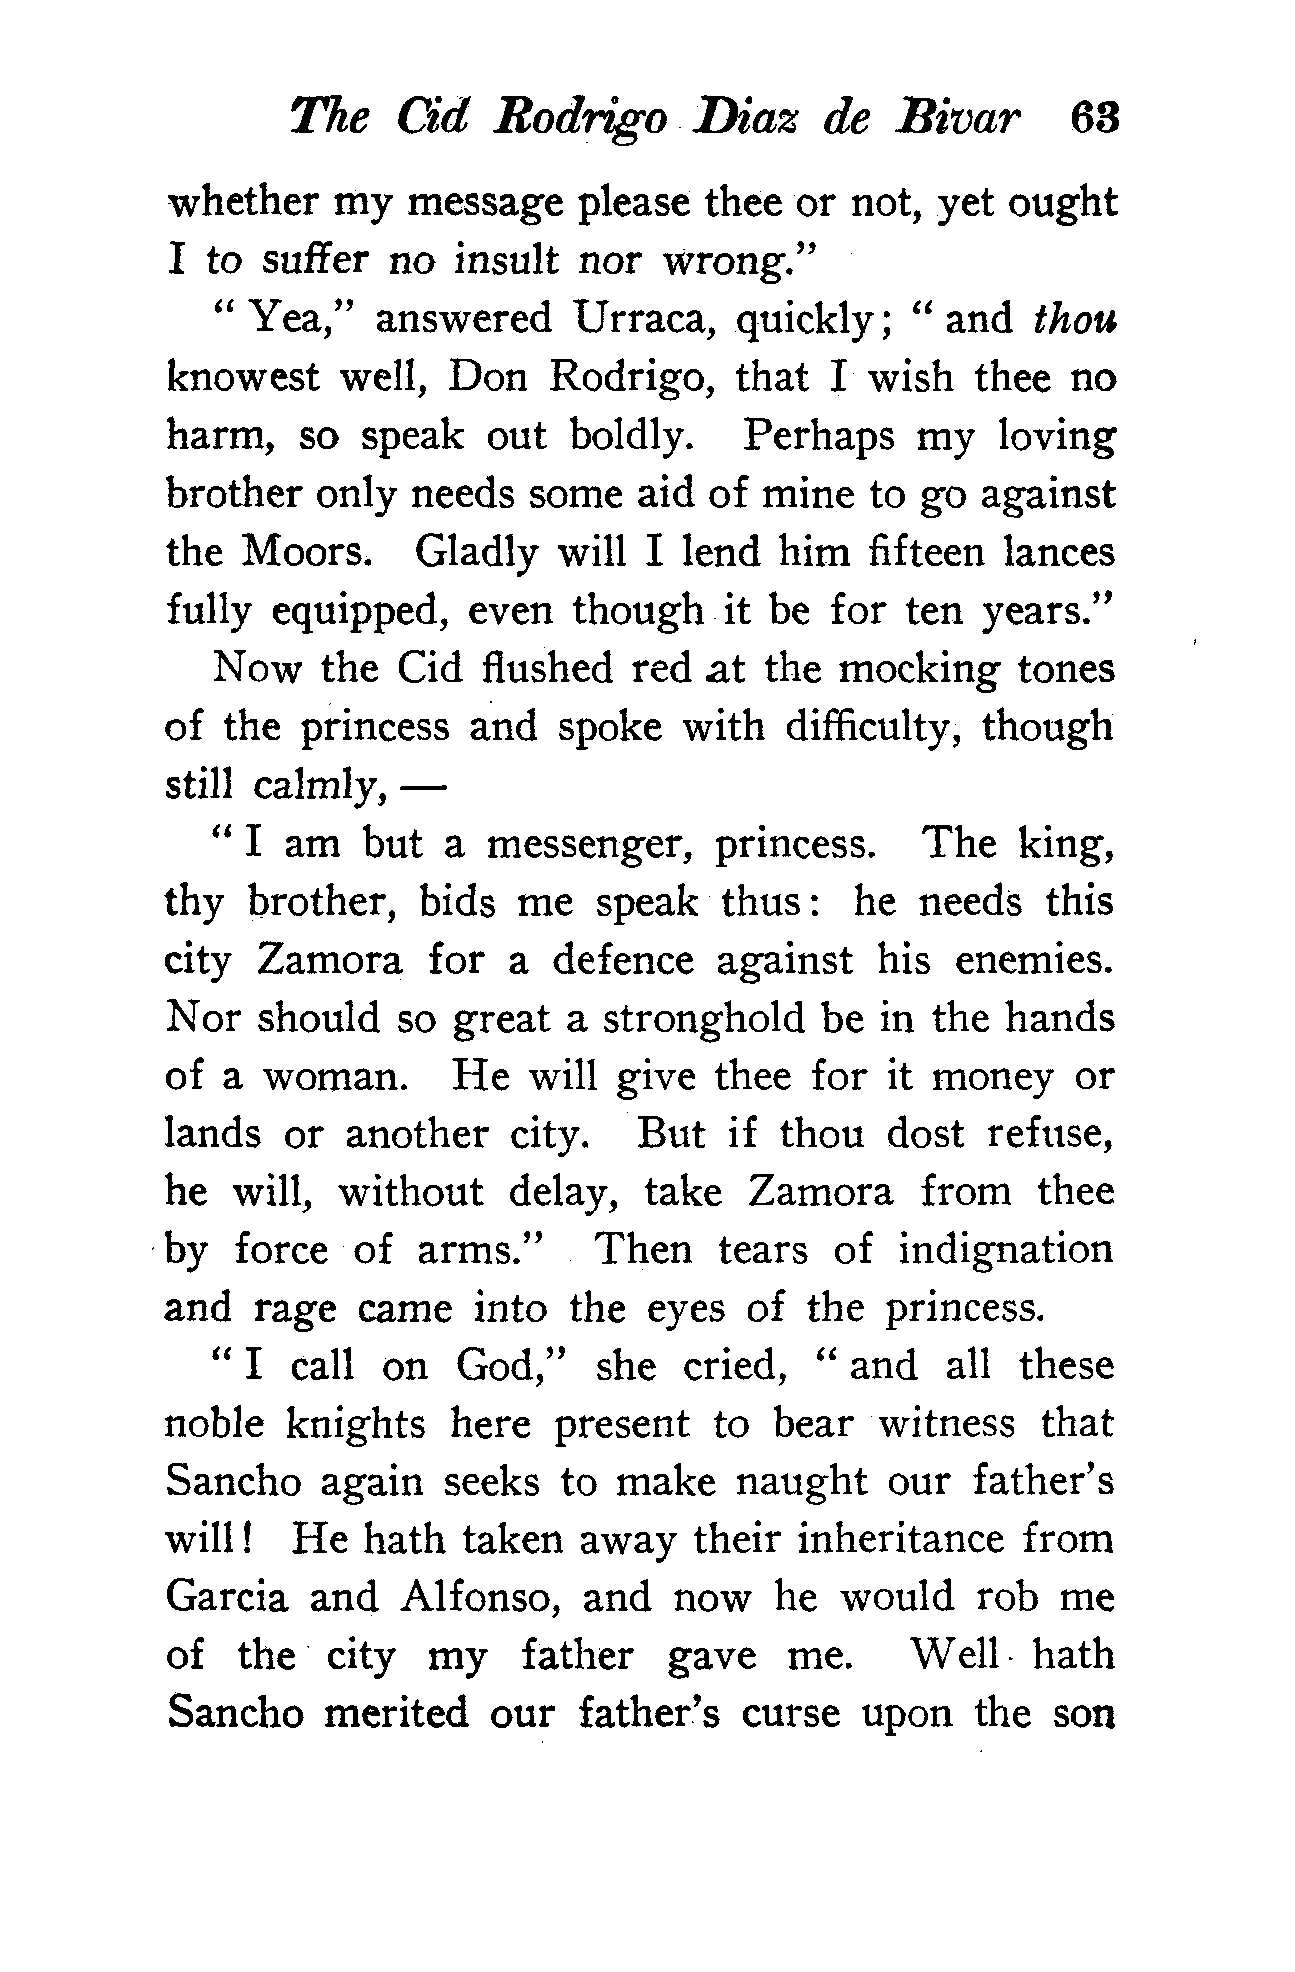 The Cid Rodrigo Diaz de Bivar 63
whether my message please thee or not, yet ought
I to suffer no insult nor wrong."
" Yea," answered Urraca, quickly; " and thou
knowest well, Don Rodrigo, that I wish thee no
harm, so speak out boldly. Perhaps my loving
brother only needs some aid of mine to go against
the Moors. Gladly will I lend him fifteen lances
fully equipped, even though it be for ten years."
Now the Cid flushed red at the mocking tones
of the princess and spoke with difficulty, though
still calmly, —
" I am but a messenger, princess. The king,
thy brother, bids me speak thus: he needs this
city Zamora for a defence against his enemies.
Nor should so great a stronghold be in the hands
of a woman. He will give thee for it money or
lands or another city. But if thou dost refuse,
he will, without delay, take Zamora from thee
by force of arms." Then tears of indignation
and rage came into the eyes of the princess.
" I call on God," she cried, " and all these
noble knights here present to bear witness that
Sancho again seeks to make naught our father's
will! He hath taken away their inheritance from
Garcia and Alfonso, and now he would rob me
of the city my father gave me. Well hath
Sancho merited our father's curse upon the son